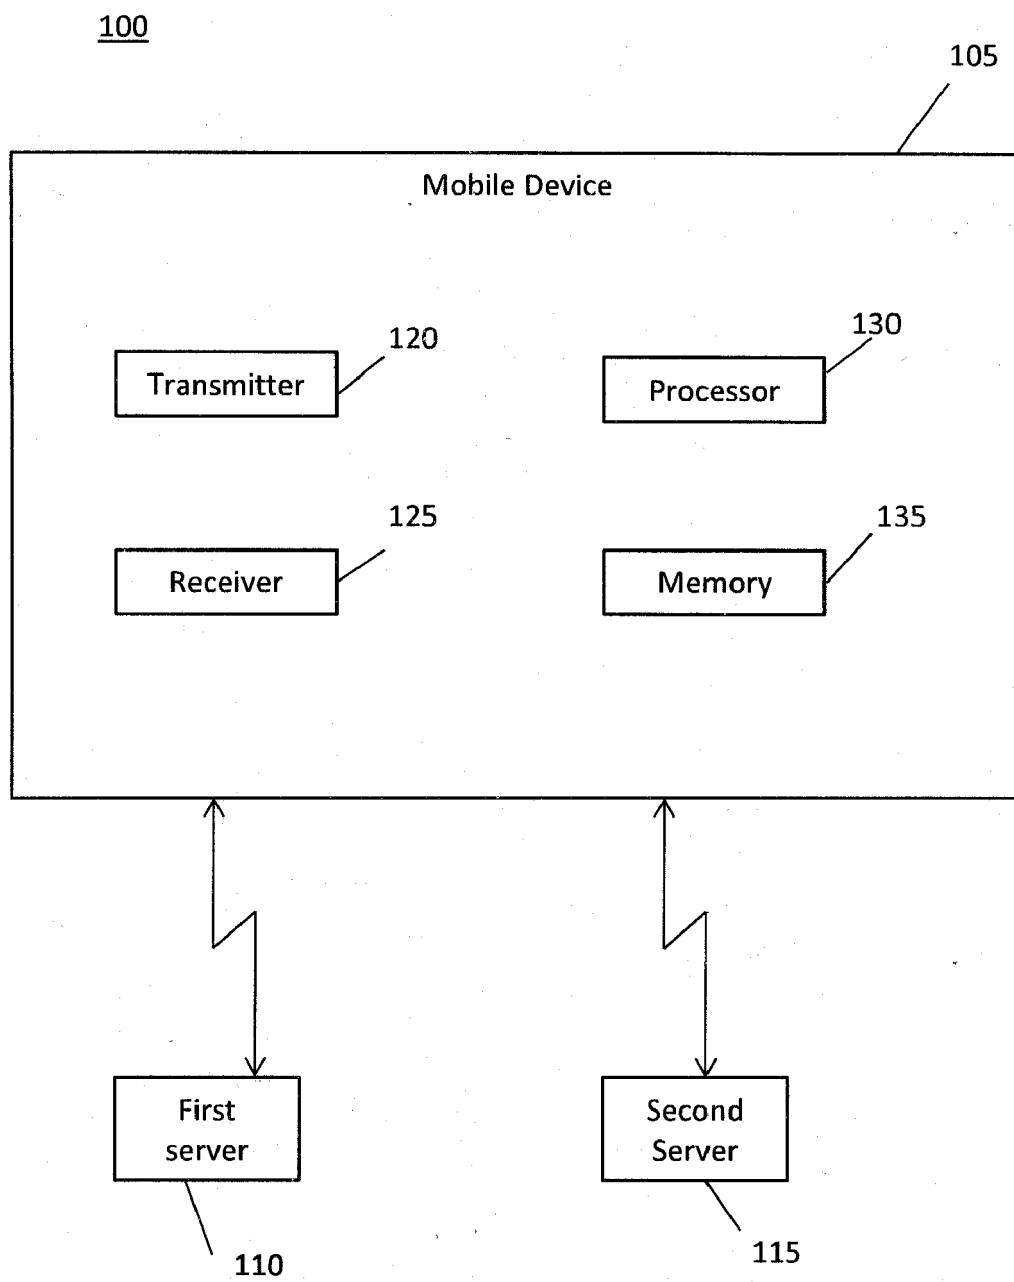 100
105
Mobile Device
120
130
Transmitter
Processor
125
135
Receiver
Memory
First
server
Second
Server
110
115